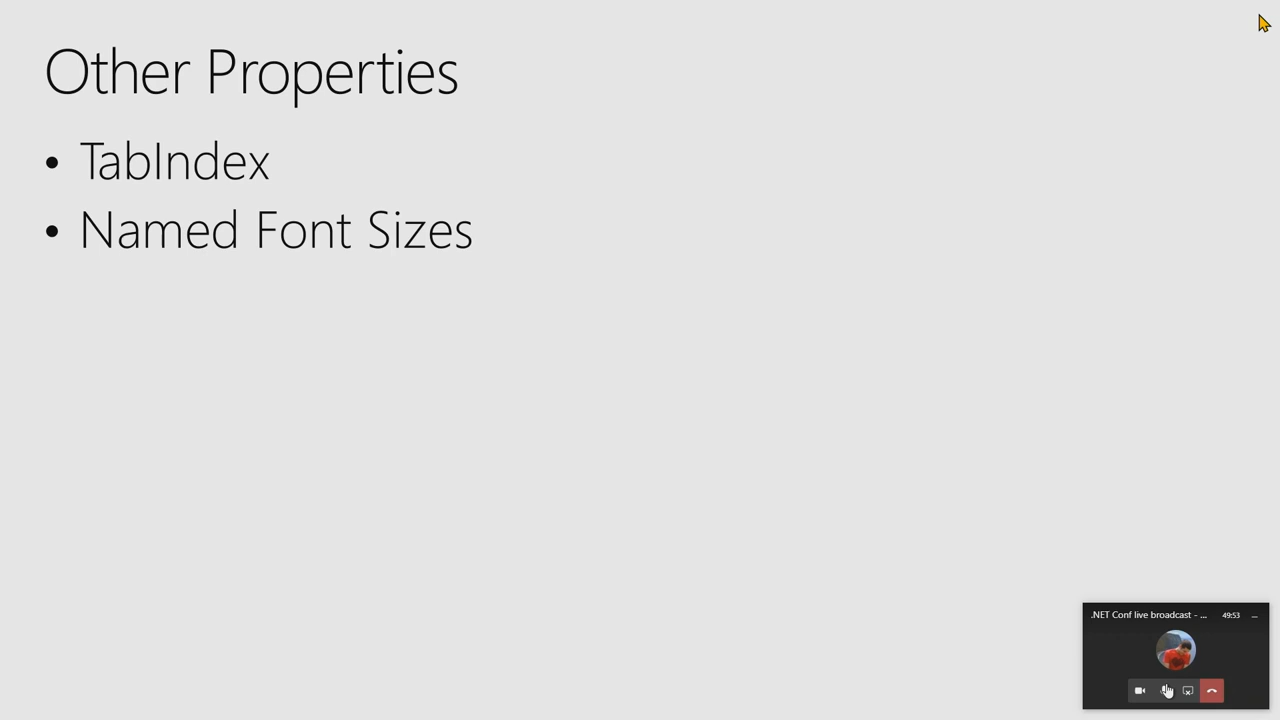 Other Properties
• TabIndex
• Named Font Sizes
.NET Conf live broadcast - ... 49:53 ...